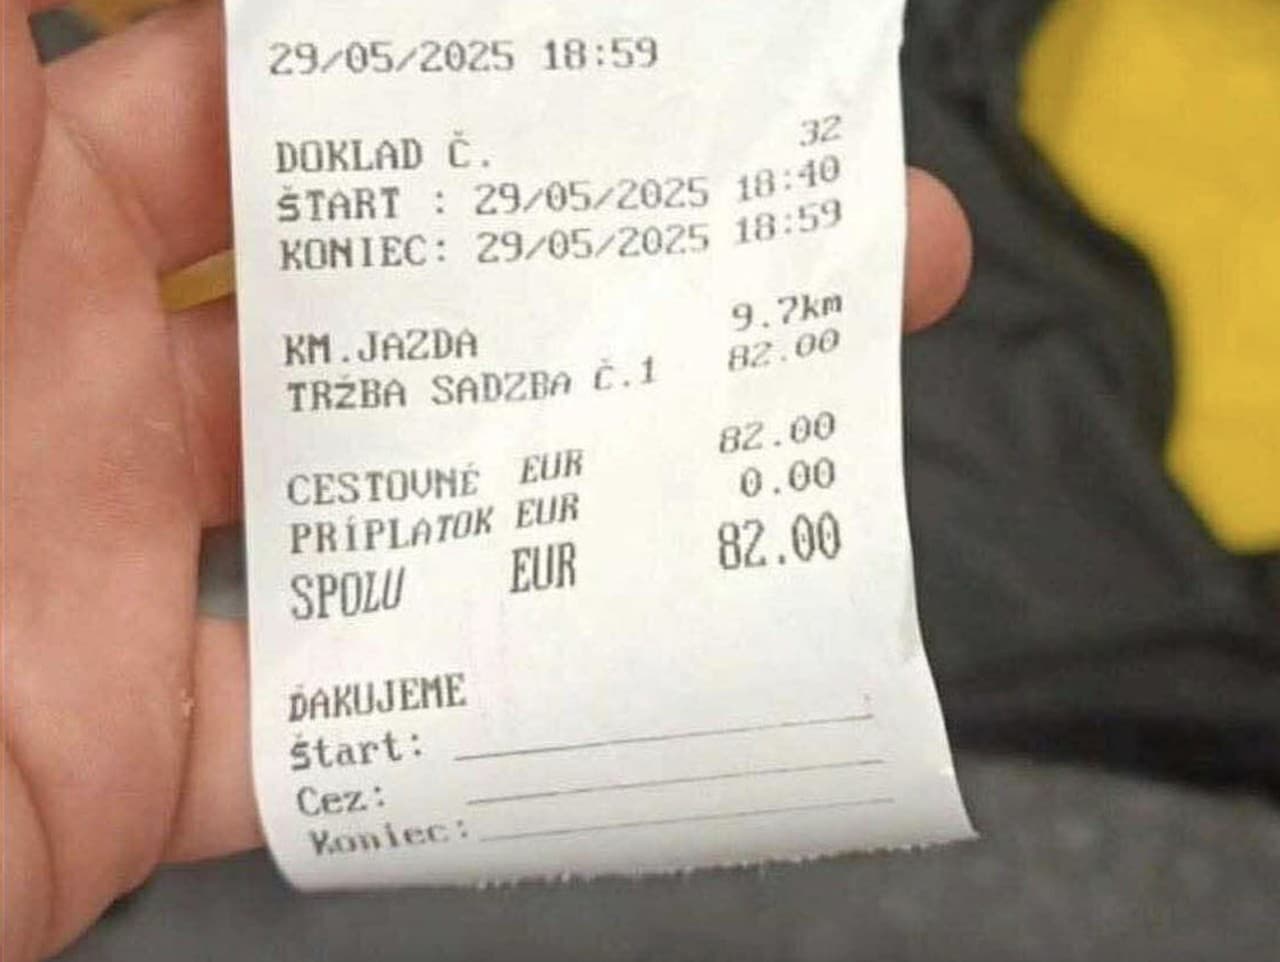 29/05/2025 18:59
DOKLAD Č. 32
ŠTART : 29/05/2025 18:40
KONIEC: 29/05/2025 18:59
KM.JAZDA 9.7km
TRŽBA SADZBA Č.1 82.00
CESTOVNÉ EUR 82.00
PRÍPLATOK EUR 0.00
SPOLU EUR 82.00
ĎAKUJEME
Štart:
Cez:
Koniec: